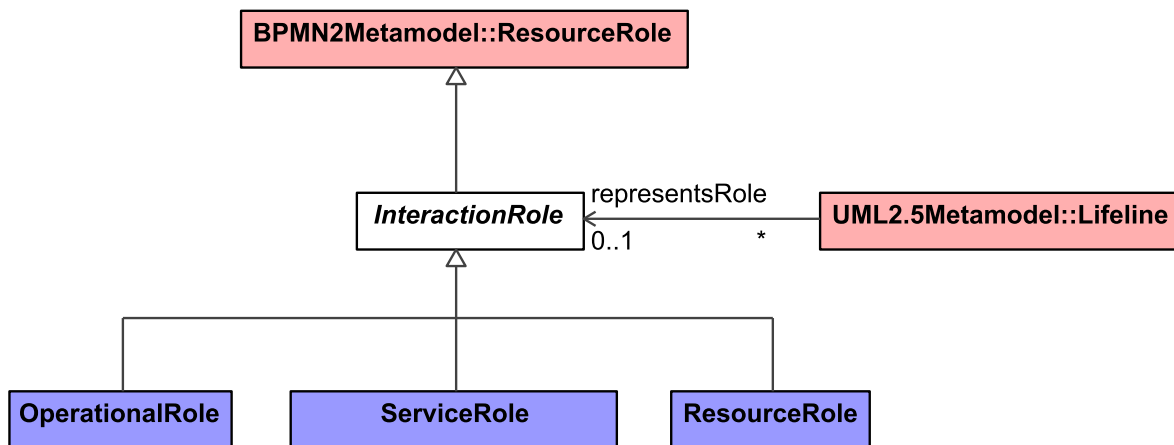 BPMN2Metamodel::ResourceRole
representsRole
InteractionRole
UML2.5Metamodel::Lifeline
0..1 *
OperationalRole
ServiceRole
ResourceRole